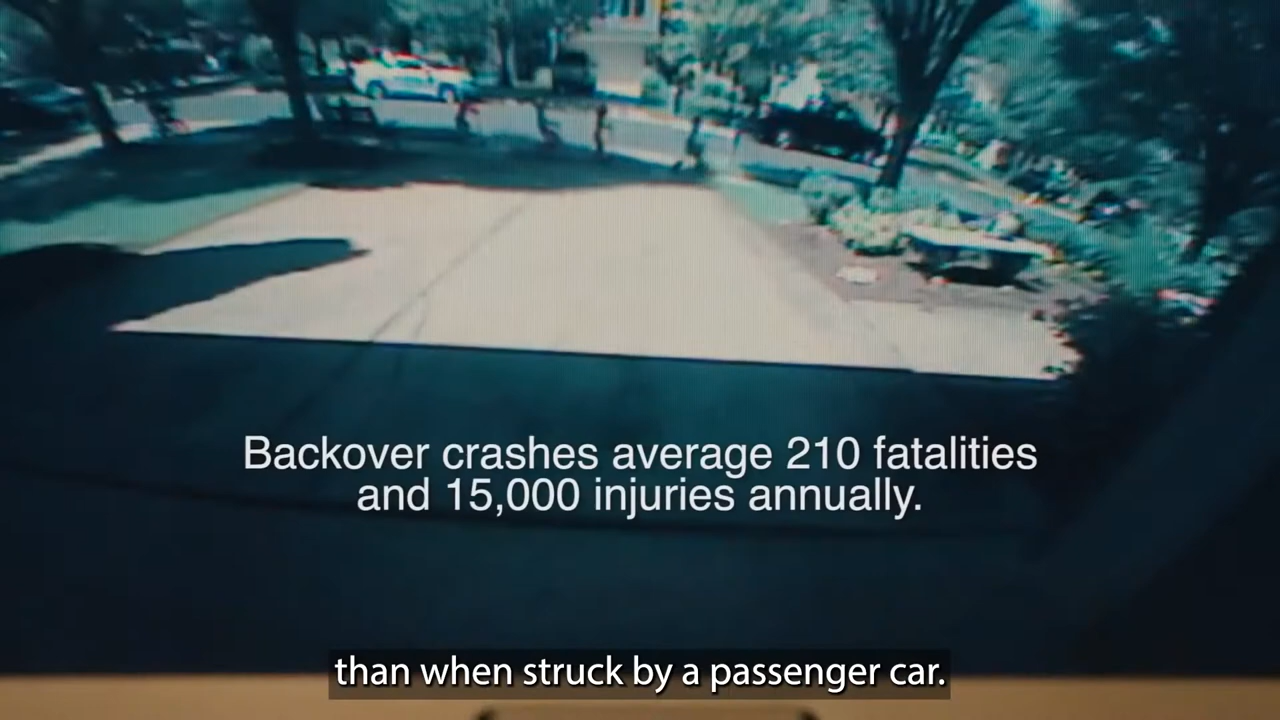 Backover crashes average 210 fatalities
and 15,000 injuries annually.
than when struck by a passenger car.